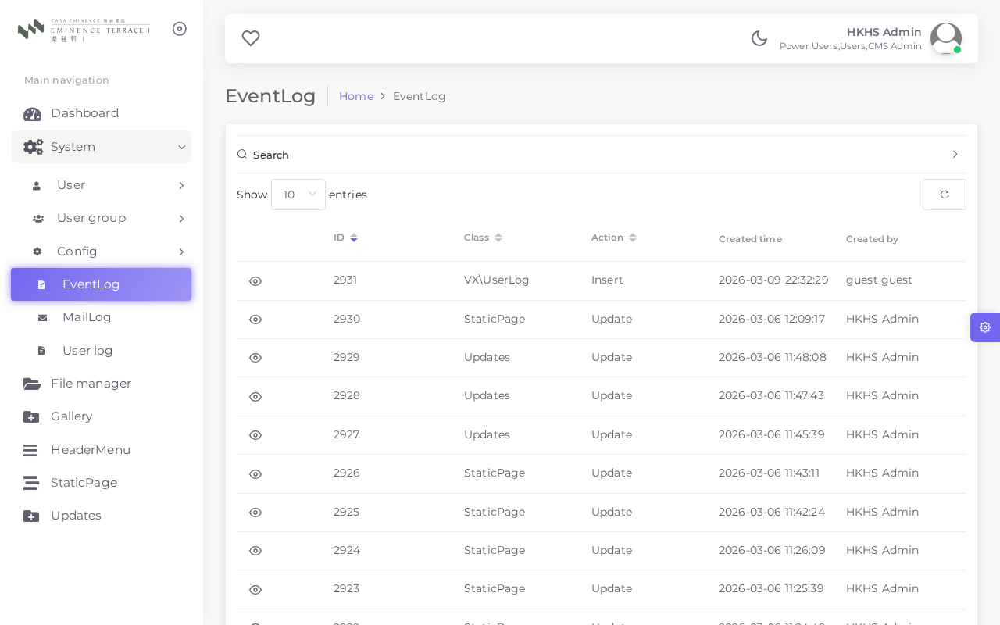 CASA EMINENCE
EMINENCE TERRACE I
Main navigation
Dashboard
System
User
User group
Config
EventLog
MailLog
User log
File manager
Gallery
HeaderMenu
StaticPage
Updates
HKHS Admin
Power Users,Users,CMS Admin
EventLog
Home
EventLog
Search
Show 10 entries
ID Class Action Created time Created by
2931 VX\UserLog Insert 2026-03-09 22:32:29 guest guest
2930 StaticPage Update 2026-03-06 12:09:17 HKHS Admin
2929 Updates Update 2026-03-06 11:48:08 HKHS Admin
2928 Updates Update 2026-03-06 11:47:43 HKHS Admin
2927 Updates Update 2026-03-06 11:45:39 HKHS Admin
2926 StaticPage Update 2026-03-06 11:43:11 HKHS Admin
2925 StaticPage Update 2026-03-06 11:42:24 HKHS Admin
2924 StaticPage Update 2026-03-06 11:26:09 HKHS Admin
2923 StaticPage Update 2026-03-06 11:25:39 HKHS Admin